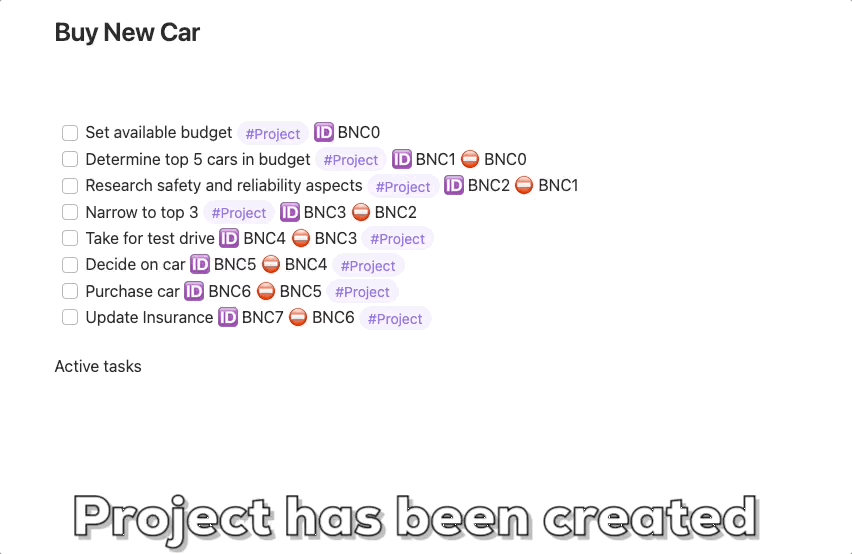 Buy New Car
Set available budget #Project 🆔 BNC0
Determine top 5 cars in budget #Project 🆔 BNC1 ⛔ BNC0
Research safety and reliability aspects #Project 🆔 BNC2 ⛔ BNC1
Narrow to top 3 #Project 🆔 BNC3 ⛔ BNC2
Take for test drive 🆔 BNC4 ⛔ BNC3 #Project
Decide on car 🆔 BNC5 ⛔ BNC4 #Project
Purchase car 🆔 BNC6 ⛔ BNC5 #Project
Update Insurance 🆔 BNC7 ⛔ BNC6 #Project
Active tasks
Project has been created